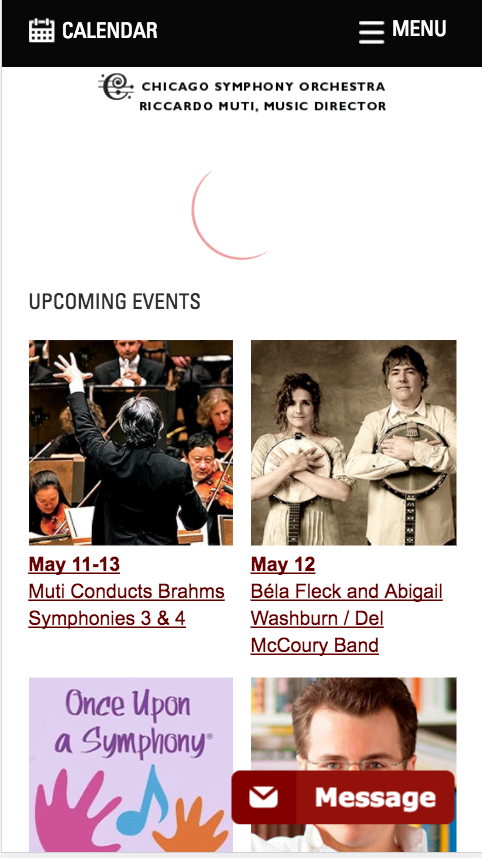 CALENDAR
MENU
CHICAGO SYMPHONY ORCHESTRA
RICCARDO MUTI, MUSIC DIRECTOR
UPCOMING EVENTS
May 11-13
Muti Conducts Brahms
Symphonies 3 & 4
May 12
Béla Fleck and Abigail
Washburn / Del
McCoury Band
Once Upon
a Symphony®
Message